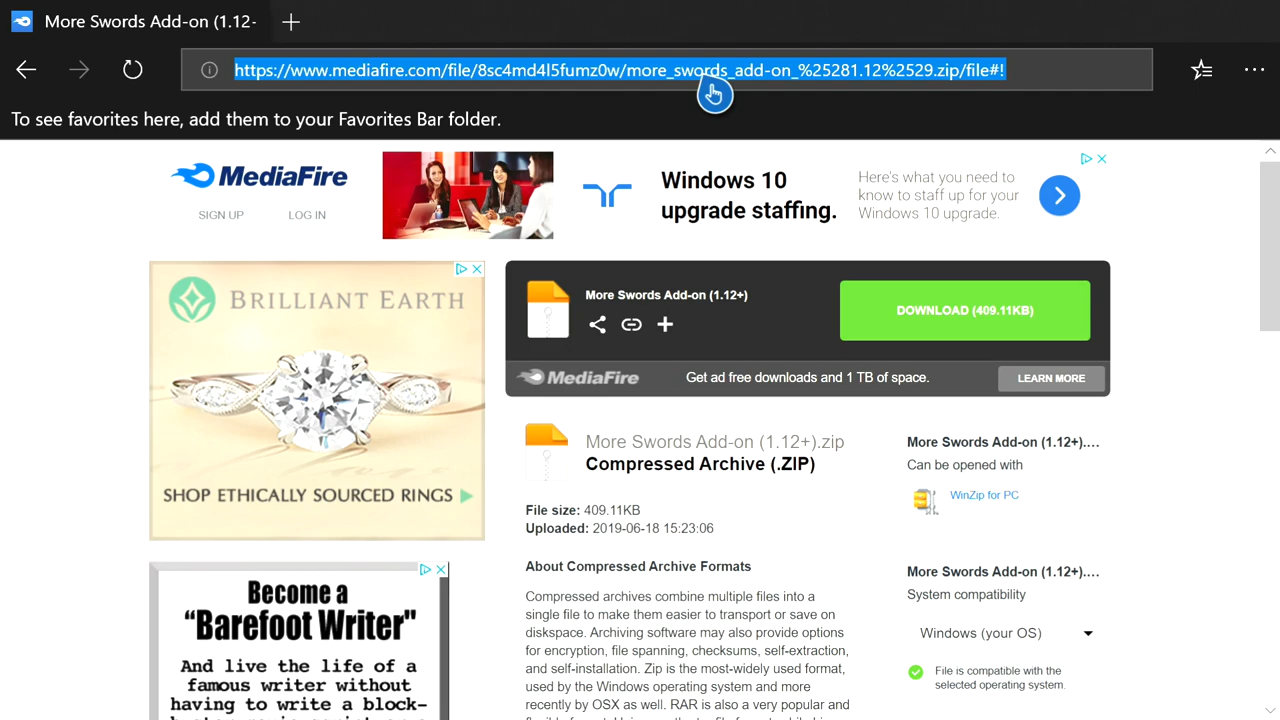 More Swords Add-on (1.12-
https://www.mediafire.com/file/8sc4md4l5fumz0w/more_swords_add-on_%25281.12%2529.zip/file#!
To see favorites here, add them to your Favorites Bar folder.
MediaFire
SIGN UP LOG IN
Windows 10
upgrade staffing.
Here's what you need to
know to staff up for your
Windows 10 upgrade.
BRILLIANT EARTH
SHOP ETHICALLY SOURCED RINGS
Become a
“Barefoot Writer”
And live the life of a
famous writer without
having to write a block-
More Swords Add-on (1.12+)
DOWNLOAD (409.11KB)
MediaFire
Get ad free downloads and 1 TB of space.
LEARN MORE
More Swords Add-on (1.12+).zip
Compressed Archive (.ZIP)
File size: 409.11KB
Uploaded: 2019-06-18 15:23:06
About Compressed Archive Formats
Compressed archives combine multiple files into a
single file to make them easier to transport or save on
diskspace. Archiving software may also provide options
for encryption, file spanning, checksums, self-extraction,
and self-installation. Zip is the most-widely used format,
used by the Windows operating system and more
recently by OSX as well. RAR is also a very popular and
More Swords Add-on (1.12+)....
Can be opened with
WinZip for PC
More Swords Add-on (1.12+)....
System compatibility
Windows (your OS)
File is compatible with the
selected operating system.